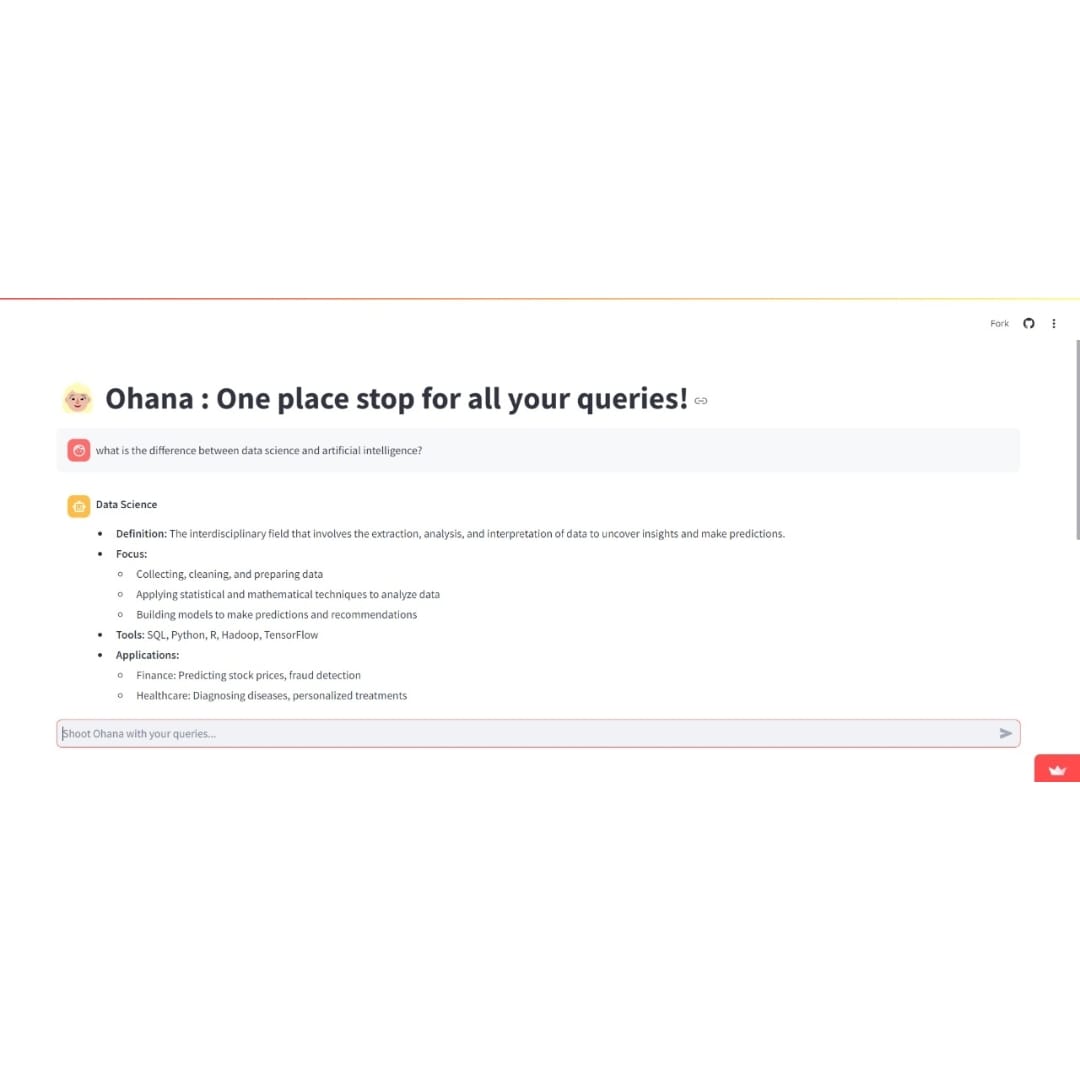 Fork
Ohana : One place stop for all your queries!
what is the difference between data science and artificial intelligence?
Data Science
Definition: The interdisciplinary field that involves the extraction, analysis, and interpretation of data to uncover insights and make predictions.
Focus:
Collecting, cleaning, and preparing data
Applying statistical and mathematical techniques to analyze data
Building models to make predictions and recommendations
Tools: SQL, Python, R, Hadoop, TensorFlow
Applications:
Finance: Predicting stock prices, fraud detection
Healthcare: Diagnosing diseases, personalized treatments
Shoot Ohana with your queries...